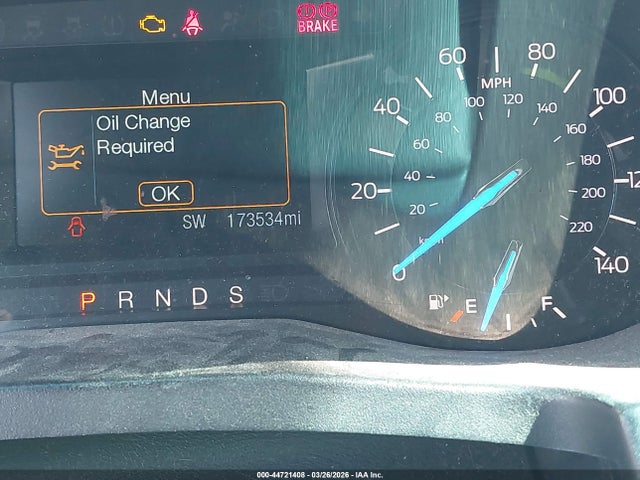 BRAKE
Menu
Oil Change
Required
OK
SW 173534mi
P R N D S
0 20 40 60 80 100 12 140
MPH
20 40 60 80 100 120 140 160 180 200 220
E F
000-44721408 - 03/26/2026 - IAA Inc.